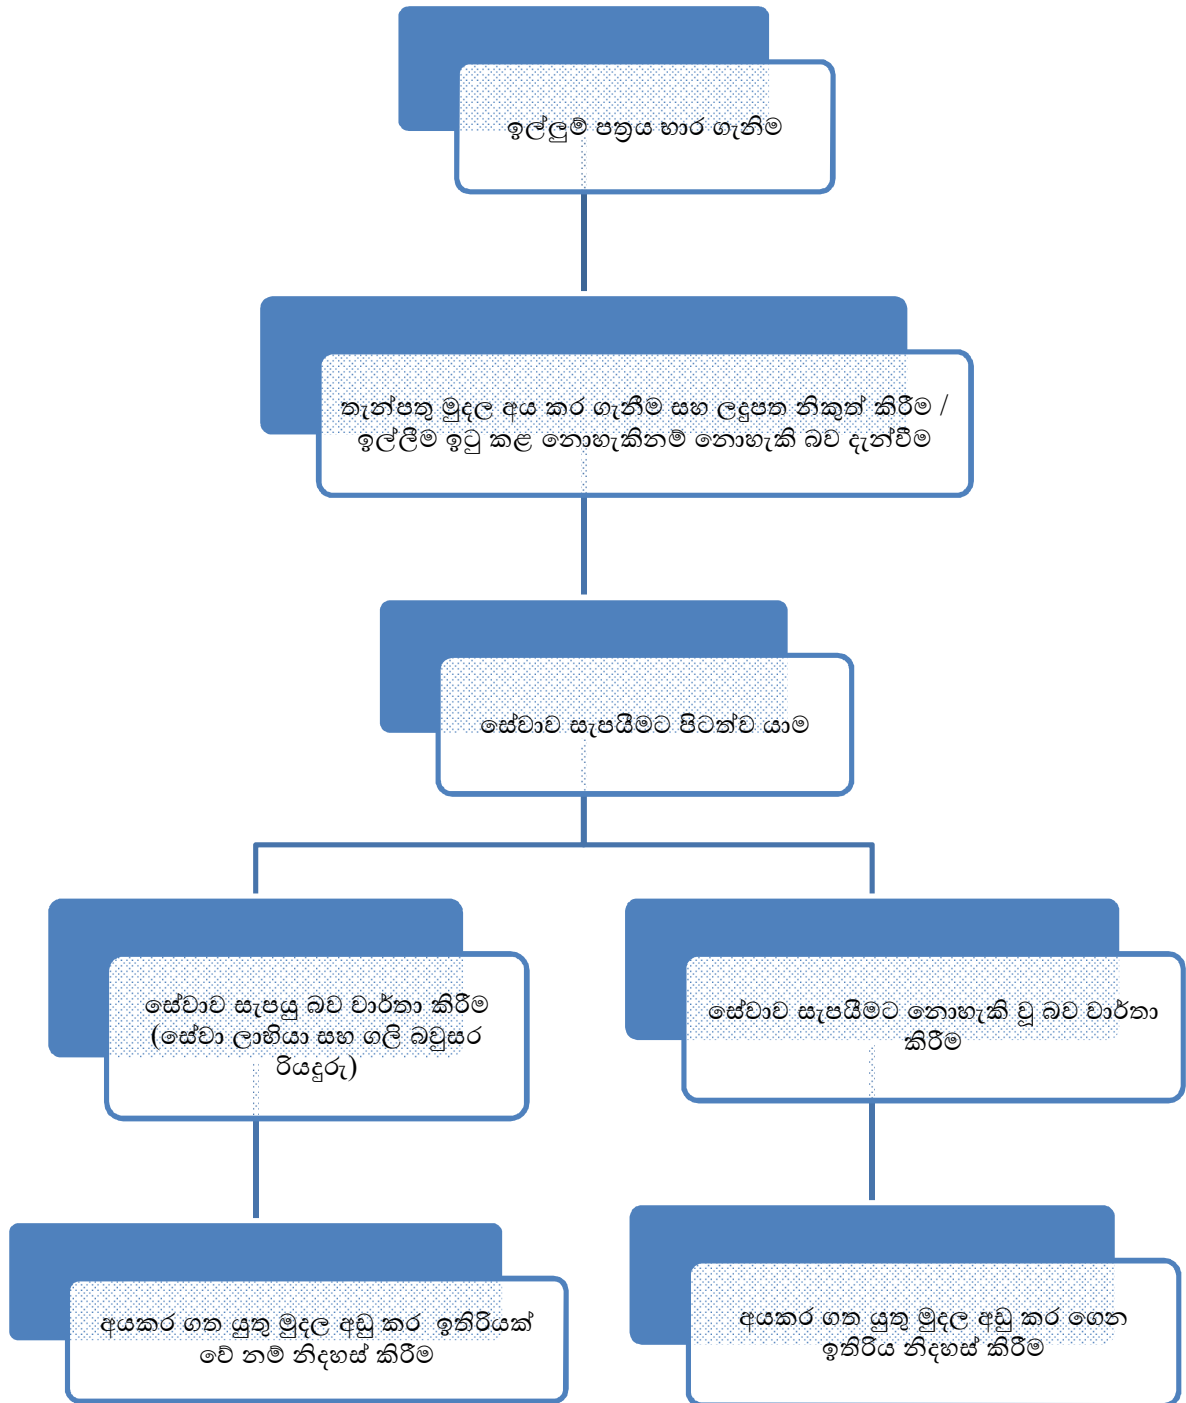 ඉල්ලුම් පත්‍රය භාර ගැනිම
තැන්පතු මුදල අය කර ගැනීම සහ ලදුපත නිකුත් කිරීම /
ඉල්ලීම ඉටු කළ නොහැකිනම් නොහැකි බව දැන්වීම
සේවාව සැපයීමට පිටත්ව යාම
සේවාව සැපයු බව වාර්තා කිරීම
(සේවා ලාභියා සහ ගලි බවුසර
රියදුරු)
සේවාව සැපයීමට නොහැකි වූ බව වාර්තා
කිරීම
අයකර ගත යුතු මුදල අඩු කර ඉතිරියක්
වේ නම් නිදහස් කිරීම
අයකර ගත යුතු මුදල අඩු කර ගෙන
ඉතිරිය නිදහස් කිරීම